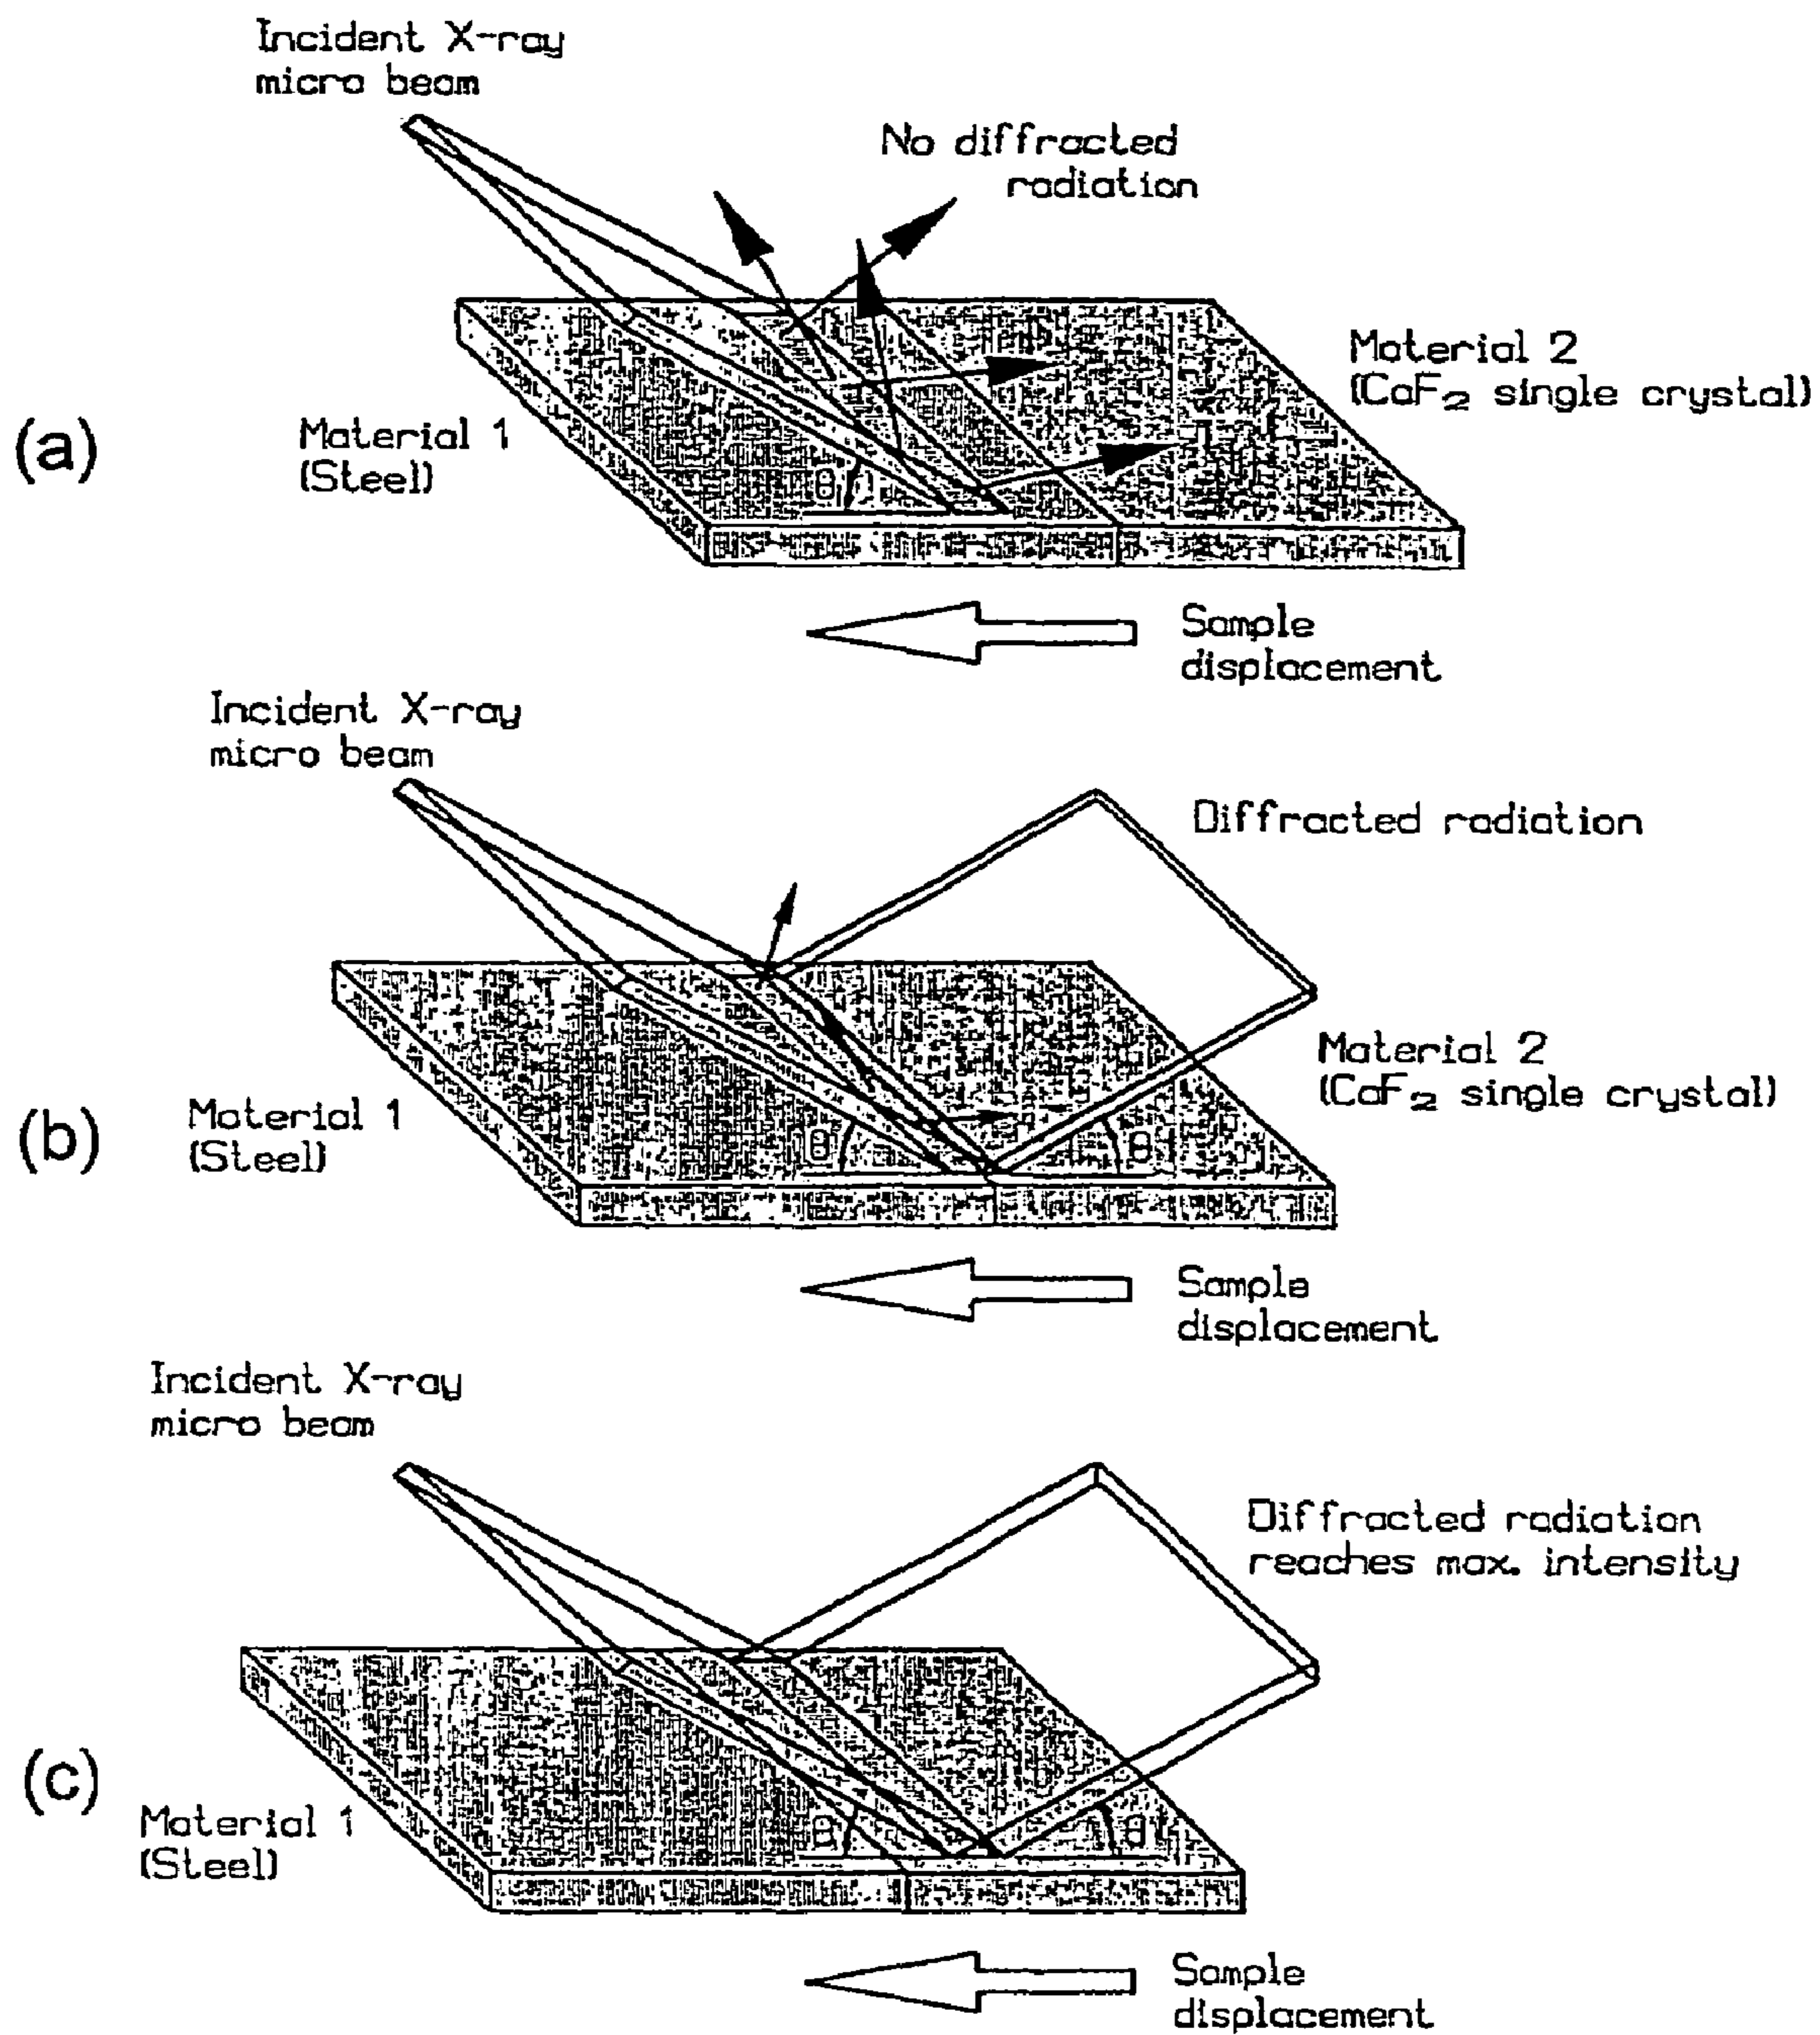 Incident X-ray
micro beam
No diffracted
radiation
Material 2
(CaF₂ single crystal)
(a)
Material 1
(Steel)
θ
Sample
displacement
Incident X-ray
micro beam
Diffracted radiation
Material 2
(CaF₂ single crystal)
(b)
Material 1
(Steel)
θ
θ
Sample
displacement
Incident X-ray
micro beam
Diffracted radiation
reaches max. intensity
(c)
Material 1
(Steel)
θ
θ
Sample
displacement